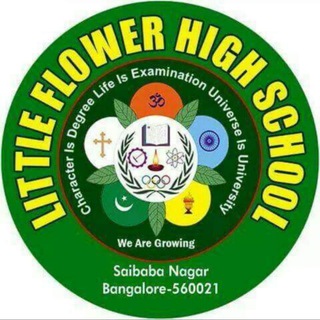 LITTLE FLOWER HIGH SCHOOL
Character Is Degree Life Is Examination Universe Is University
ॐ
We Are Growing
Saibaba Nagar
Bangalore-560021